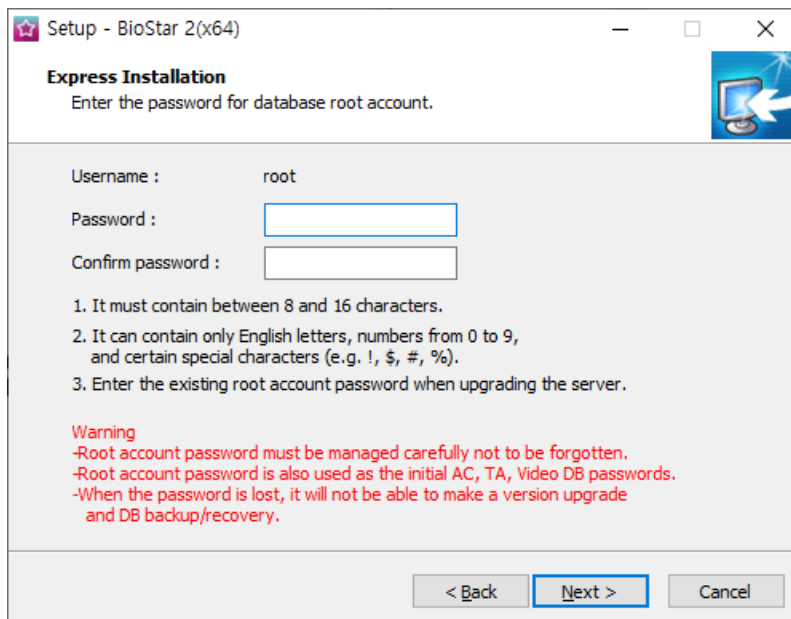 Setup - BioStar 2(x64)
Express Installation
Enter the password for database root account.
Username : root
Password :
Confirm password :
1. It must contain between 8 and 16 characters.
2. It can contain only English letters, numbers from 0 to 9,
and certain special characters (e.g. !, $, #, %).
3. Enter the existing root account password when upgrading the server.
Warning
-Root account password must be managed carefully not to be forgotten.
-Root account password is also used as the initial AC, TA, Video DB passwords.
-When the password is lost, it will not be able to make a version upgrade
and DB backup/recovery.
< Back Next > Cancel